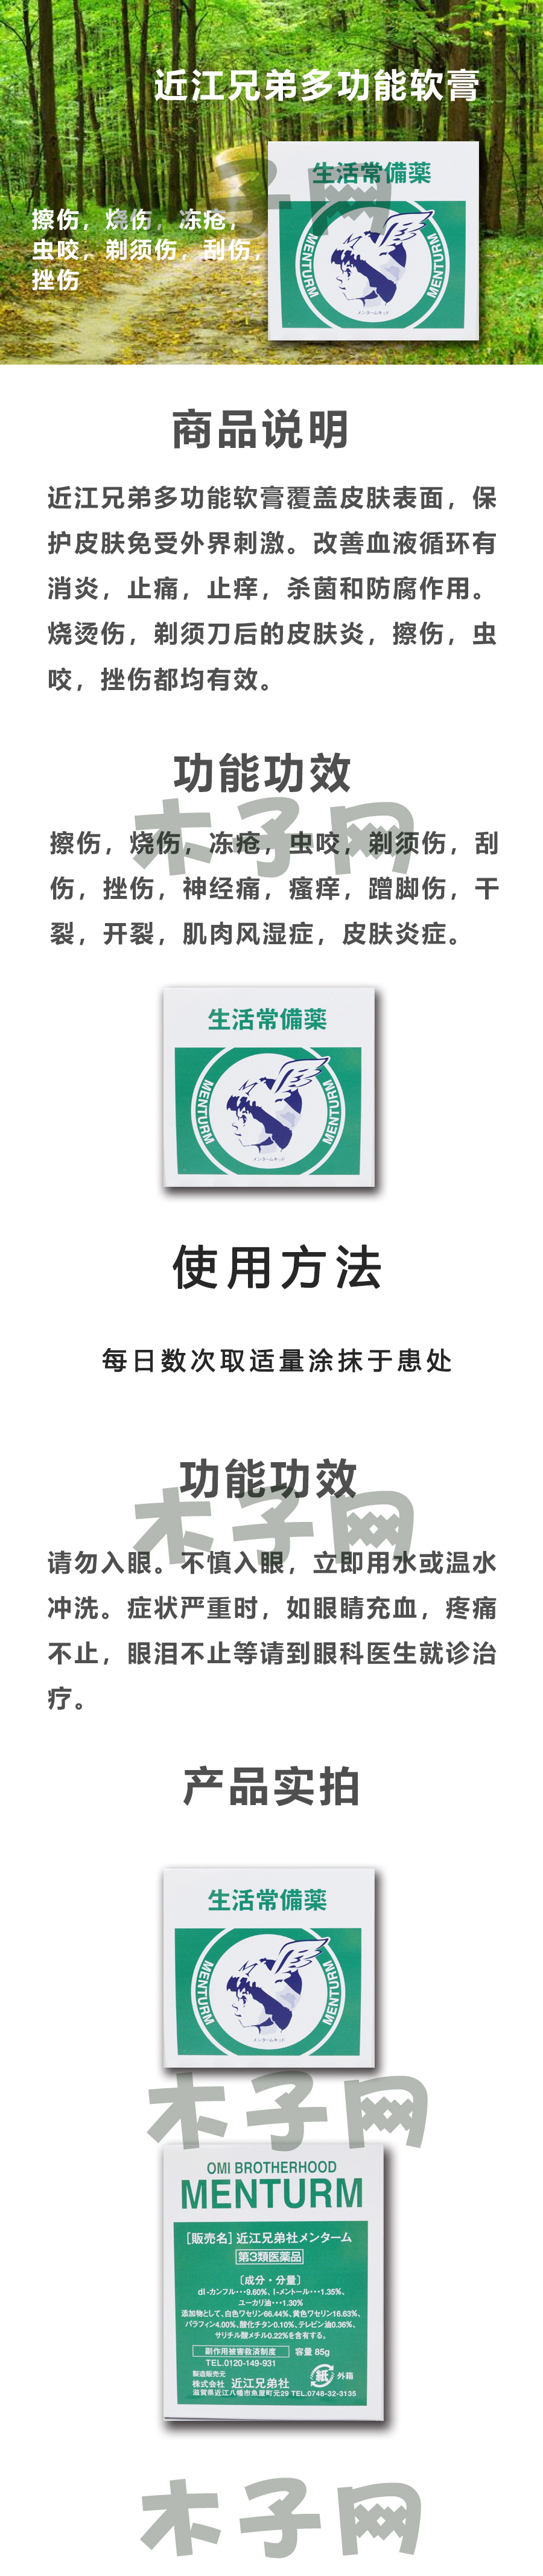 近江兄弟多功能软膏
生活常備薬
擦伤，烧伤，冻疮，
虫咬，剃须伤，刮伤，
挫伤
MENTURM
MENTURM
メンタームキッド
商品说明
近江兄弟多功能软膏覆盖皮肤表面，保
护皮肤免受外界刺激。改善血液循环有
消炎，止痛，止痒，杀菌和防腐作用。
烧烫伤，剃须刀后的皮肤炎，擦伤，虫
咬，挫伤都均有效。
功能功效
木子网
擦伤，烧伤，冻疮，虫咬，剃须伤，刮
伤，挫伤，神经痛，瘙痒，蹭脚伤，干
裂，开裂，肌肉风湿症，皮肤炎症。
生活常備薬
MENTURM
MENTURM
メンタームキッド
使用方法
每日数次取适量涂抹于患处
功能功效
木子网
请勿入眼。不慎入眼，立即用水或温水
冲洗。症状严重时，如眼睛充血，疼痛
不止，眼泪不止等请到眼科医生就诊治
疗。
产品实拍
生活常備薬
MENTURM
MENTURM
メンタームキッド
木子网
OMI BROTHERHOOD
MENTURM
［販売名］近江兄弟社メンターム
第3類医薬品
〔成分・分量〕
dl-カンフル･･･9.60%、l-メントール･･･1.35%、
ユーカリ油･･･1.30%
添加物として、白色ワセリン66.44%、黄色ワセリン16.63%、
パラフィン4.00%、酸化チタン0.10%、テレビン油0.36%、
サリチル酸メチル0.22%を含有する。
副作用被害救済制度 容量 85g
TEL.0120-149-931
製造販売元
株式会社 近江兄弟社
紙 外箱
滋賀県近江八幡市魚屋町元29 TEL.0748-32-3135
木子网